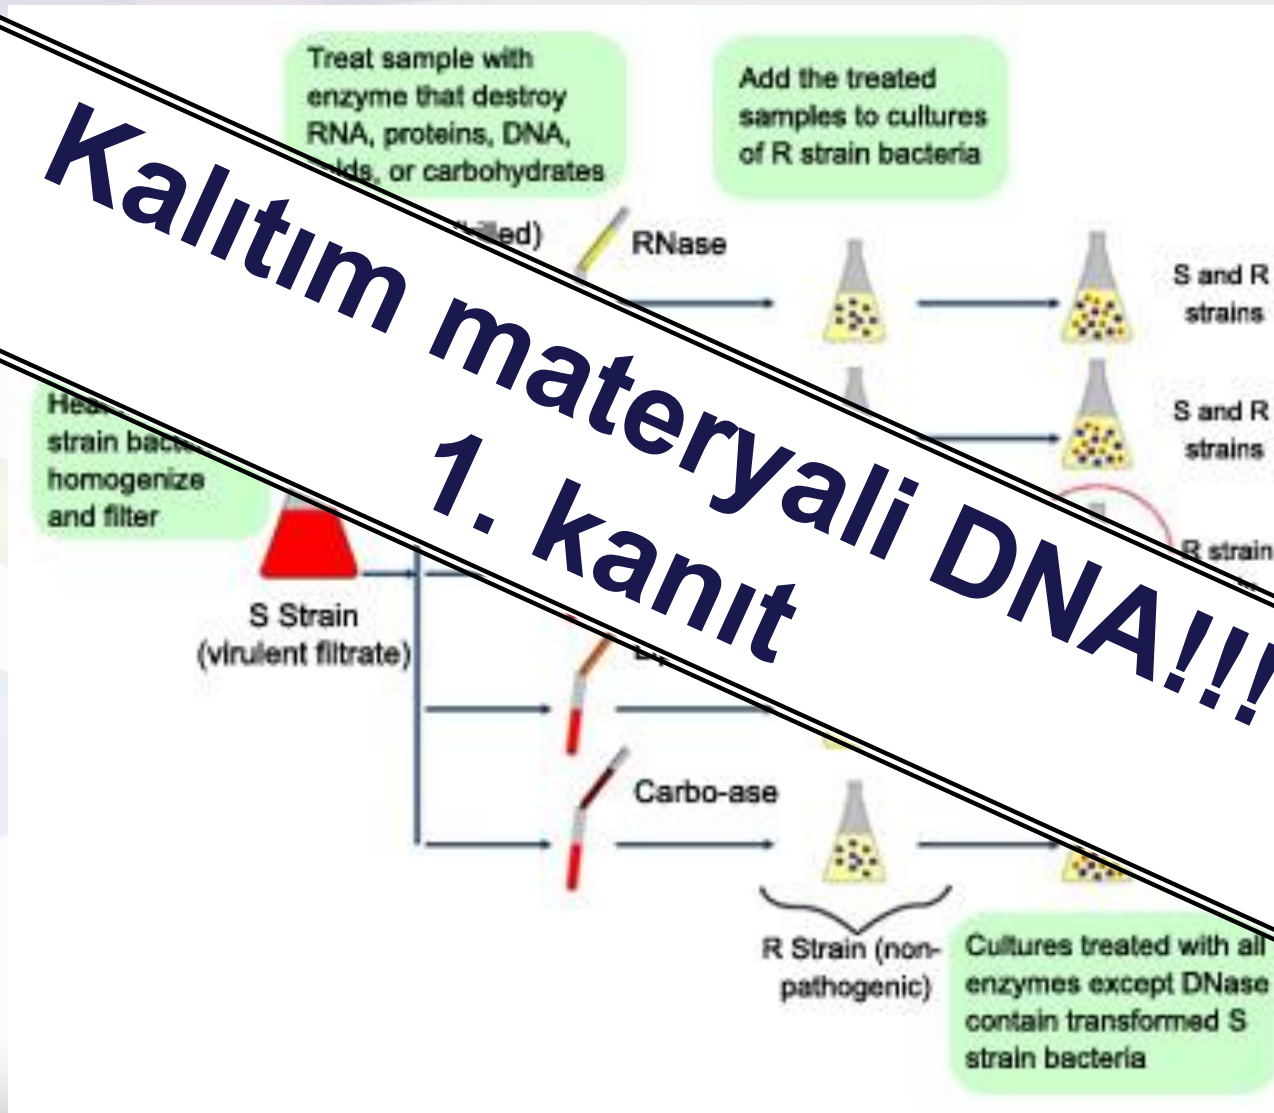 Treat sample with
enzyme that destroy
RNA, proteins, DNA,
or carbohydrates
Add the treated
samples to cultures
of R strain bacteria
RNase
S and R
strains
S and R
strains
Kalıtım materyali DNA!!!
1. kanıt
strain
homogenize
and filter
R strain
S Strain
(virulent filtrate)
Carbo-ase
R Strain (non-
pathogenic)
Cultures treated with all
enzymes except DNase
contain transformed S
strain bacteria